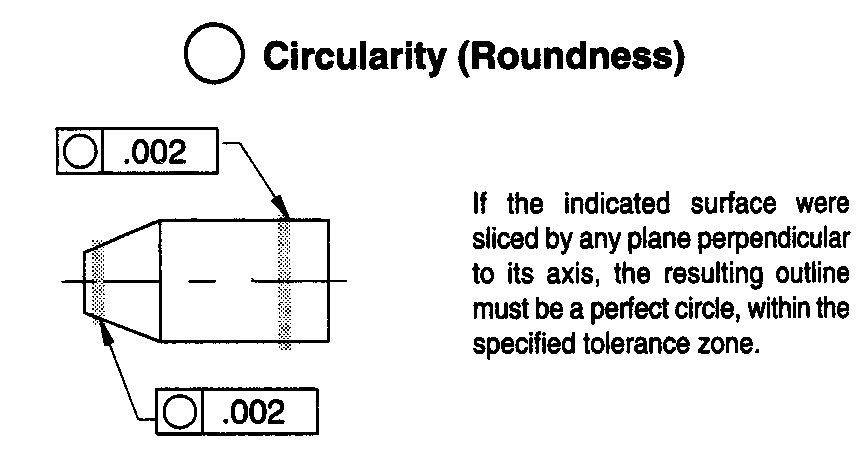 Circularity (Roundness)
.002
If the indicated surface were
sliced by any plane perpendicular
to its axis, the resulting outline
must be a perfect circle, within the
specified tolerance zone.
.002